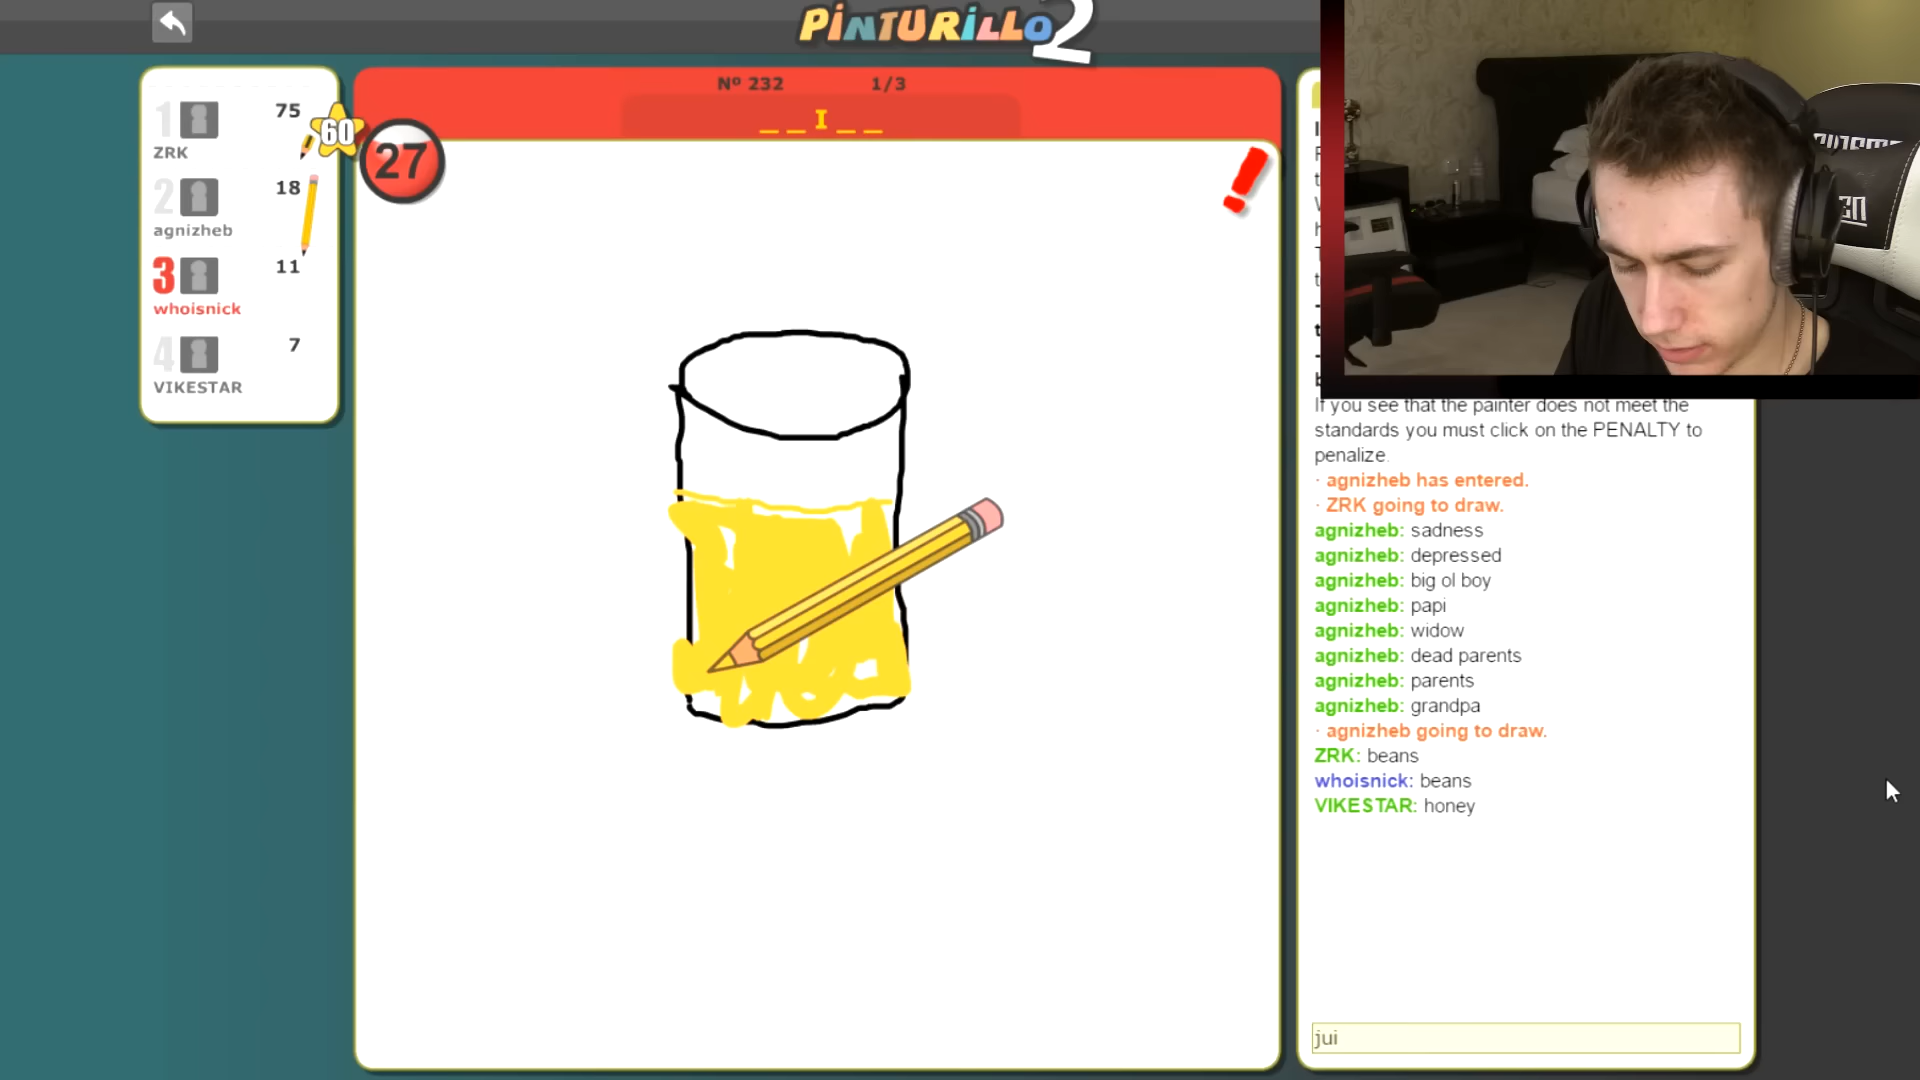 PiNTURiLLO 2
Nº 232 1/3
_ _ I _ _
27
1 75
60
ZRK
2 18
agnizheb
3 11
whoisnick
4 7
VIKESTAR
If you see that the painter does not meet the
standards you must click on the PENALTY to
penalize.
· agnizheb has entered.
· ZRK going to draw.
agnizheb: sadness
agnizheb: depressed
agnizheb: big ol boy
agnizheb: papi
agnizheb: widow
agnizheb: dead parents
agnizheb: parents
agnizheb: grandpa
· agnizheb going to draw.
ZRK: beans
whoisnick: beans
VIKESTAR: honey
jui